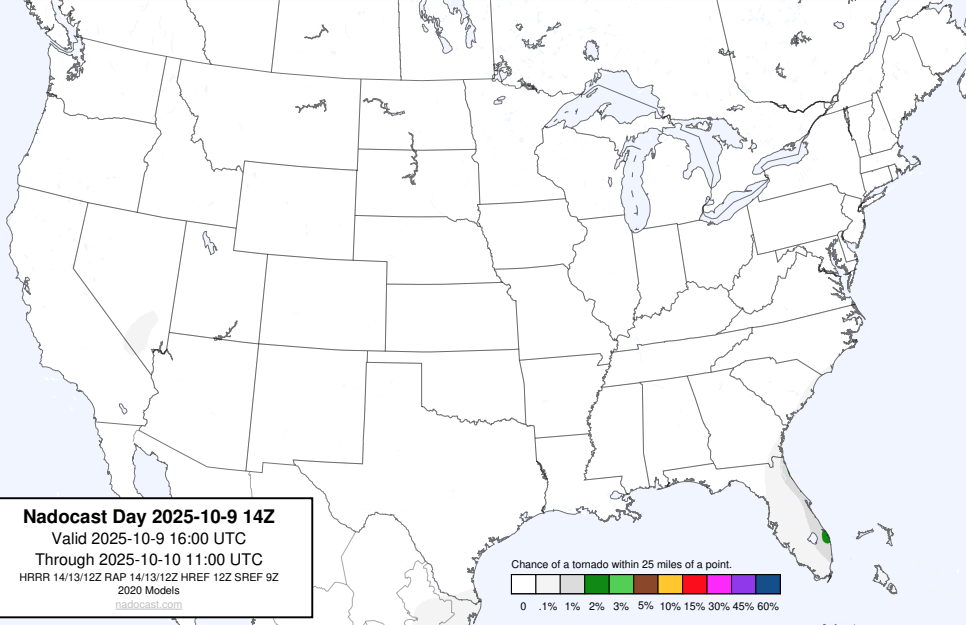 Nadocast Day 2025-10-9 14Z
Valid 2025-10-9 16:00 UTC
Through 2025-10-10 11:00 UTC
HRRR 14/13/12Z RAP 14/13/12Z HREF 12Z SREF 9Z
2020 Models
nadocast.com
Chance of a tornado within 25 miles of a point.
0 .1% 1% 2% 3% 5% 10% 15% 30% 45% 60%